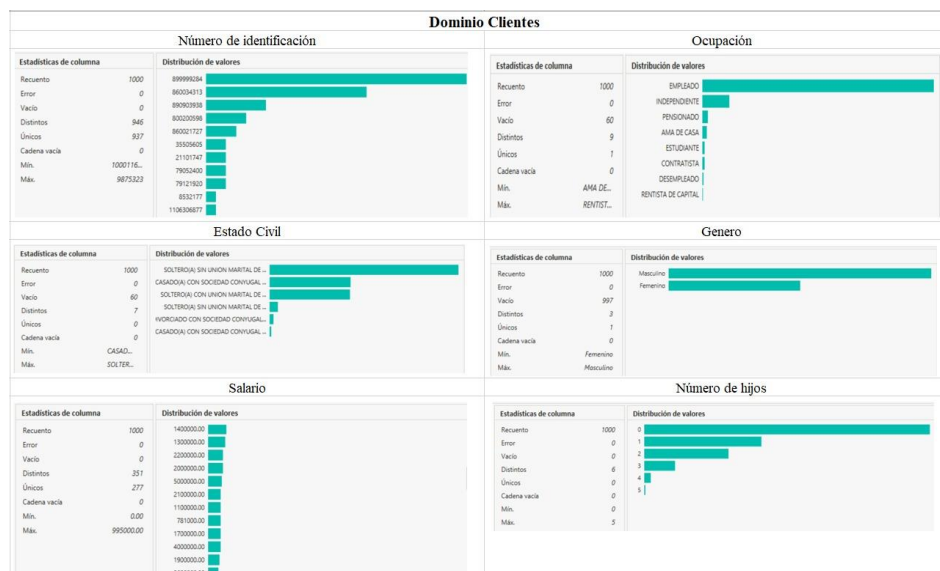 Dominio Clientes
Número de identificación
Estadísticas de columna
Recuento 1000
Error 0
Vacío 0
Distintos 946
Únicos 937
Cadena vacía 0
Mín. 1000116...
Máx. 9875323
Distribución de valores
899999284
860034313
890903938
800200598
860021727
35505605
21101747
79052400
79121920
8532177
1106306877
Ocupación
Estadísticas de columna
Recuento 1000
Error 0
Vacío 60
Distintos 9
Únicos 1
Cadena vacía 0
Mín. AMA DE...
Máx. RENTIST...
Distribución de valores
EMPLEADO
INDEPENDIENTE
PENSIONADO
AMA DE CASA
ESTUDIANTE
CONTRATISTA
DESEMPLEADO
RENTISTA DE CAPITAL
Estado Civil
Estadísticas de columna
Recuento 1000
Error 0
Vacío 60
Distintos 7
Únicos 0
Cadena vacía 0
Mín. CASAD...
Máx. SOLTER...
Distribución de valores
SOLTERO(A) SIN UNION MARITAL DE ...
CASADO(A) CON SOCIEDAD CONYUGAL ...
SOLTERO(A) CON UNION MARITAL DE ...
SOLTERO(A) SIN UNION MARITAL DE ...
IVORCIADO CON SOCIEDAD CONYUGAL...
CASADO(A) CON SOCIEDAD CONYUGAL ...
Genero
Estadísticas de columna
Recuento 1000
Error 0
Vacío 997
Distintos 3
Únicos 1
Cadena vacía 0
Mín. Femenino
Máx. Masculino
Distribución de valores
Masculino
Femenino
Salario
Estadísticas de columna
Recuento 1000
Error 0
Vacío 0
Distintos 351
Únicos 277
Cadena vacía 0
Mín. 0.00
Máx. 995000.00
Distribución de valores
1400000.00
1300000.00
2200000.00
2000000.00
5000000.00
2100000.00
1100000.00
781000.00
1700000.00
4000000.00
1900000.00
Número de hijos
Estadísticas de columna
Recuento 1000
Error 0
Vacío 0
Distintos 6
Únicos 0
Cadena vacía 0
Mín. 0
Máx. 5
Distribución de valores
0
1
2
3
4
5